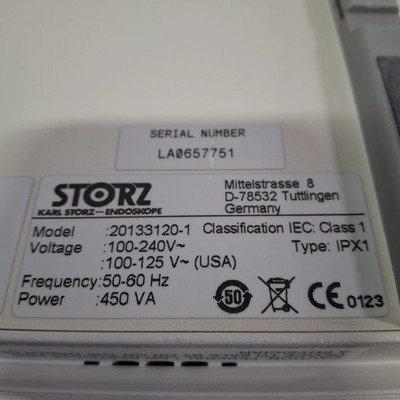 SERIAL NUMBER
LA0657751
STORZ
KARL STORZ—ENDOSKOPE
Mittelstrasse 8
D-78532 Tuttlingen
Germany
Model :20133120-1 Classification IEC: Class 1
Voltage :100-240V~ Type: IPX1
:100-125 V~ (USA)
Frequency:50-60 Hz
Power :450 VA
50
CE 0123